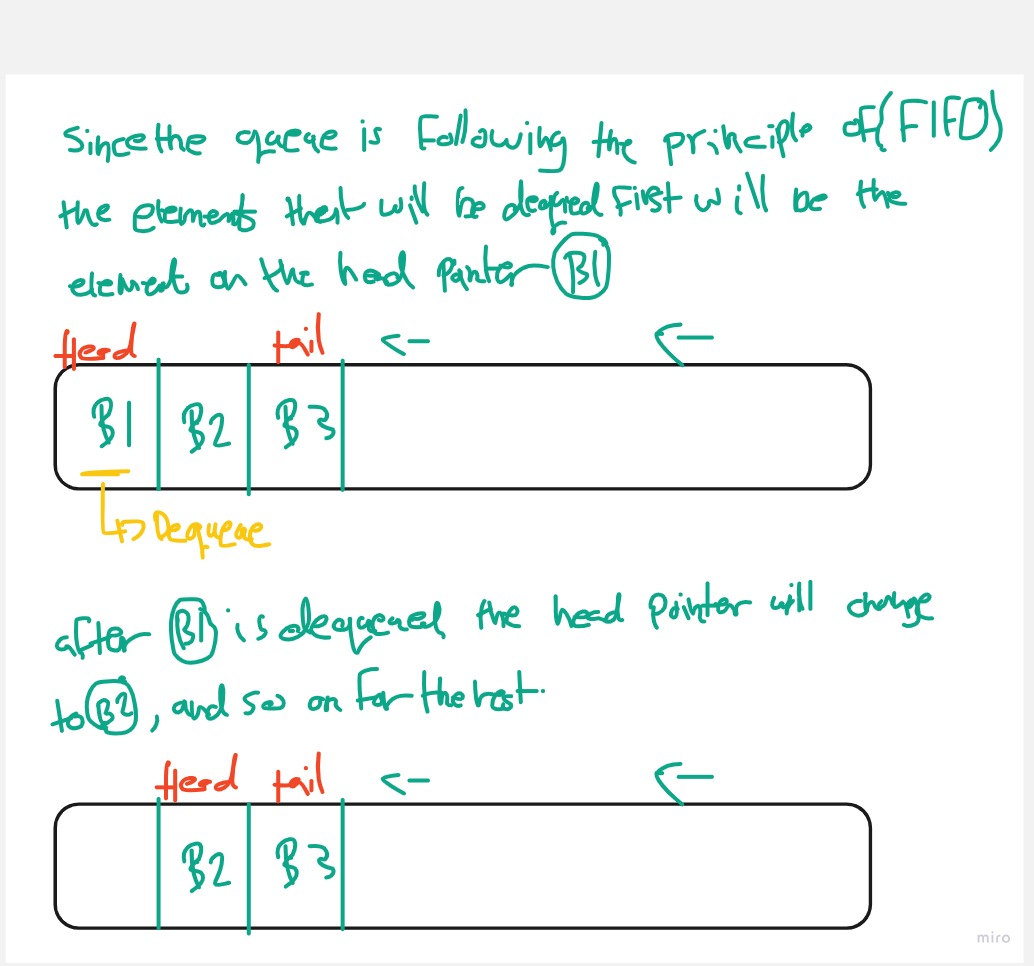 Since the queue is Following the principle of (FIFO)
the elements that will be dequed First will be the
element on the head pointer B1
Head tail
B1 B2 B3
Dequeue
after B1 is dequeued the head pointer will change
to B2, and so on For the rest.
Head tail
B2 B3
miro